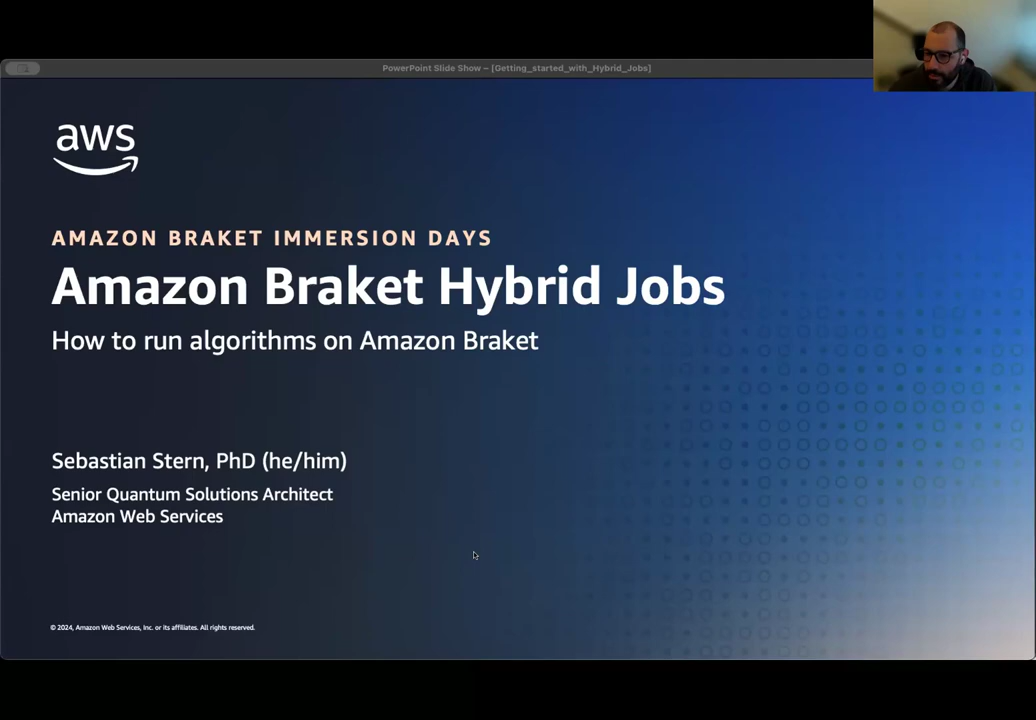 PowerPoint Slide Show – [Getting_started_with_Hybrid_Jobs]
aws
AMAZON BRAKET IMMERSION DAYS
Amazon Braket Hybrid Jobs
How to run algorithms on Amazon Braket
Sebastian Stern, PhD (he/him)
Senior Quantum Solutions Architect
Amazon Web Services
© 2024, Amazon Web Services, Inc. or its affiliates. All rights reserved.